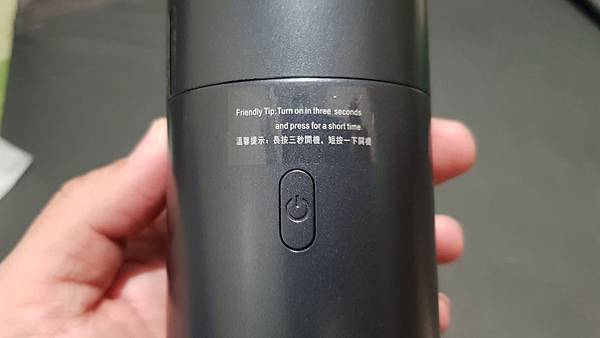 Friendly Tip:Turn on in three seconds
and press for a short time
溫馨提示：長按三秒開機、短按一下關機